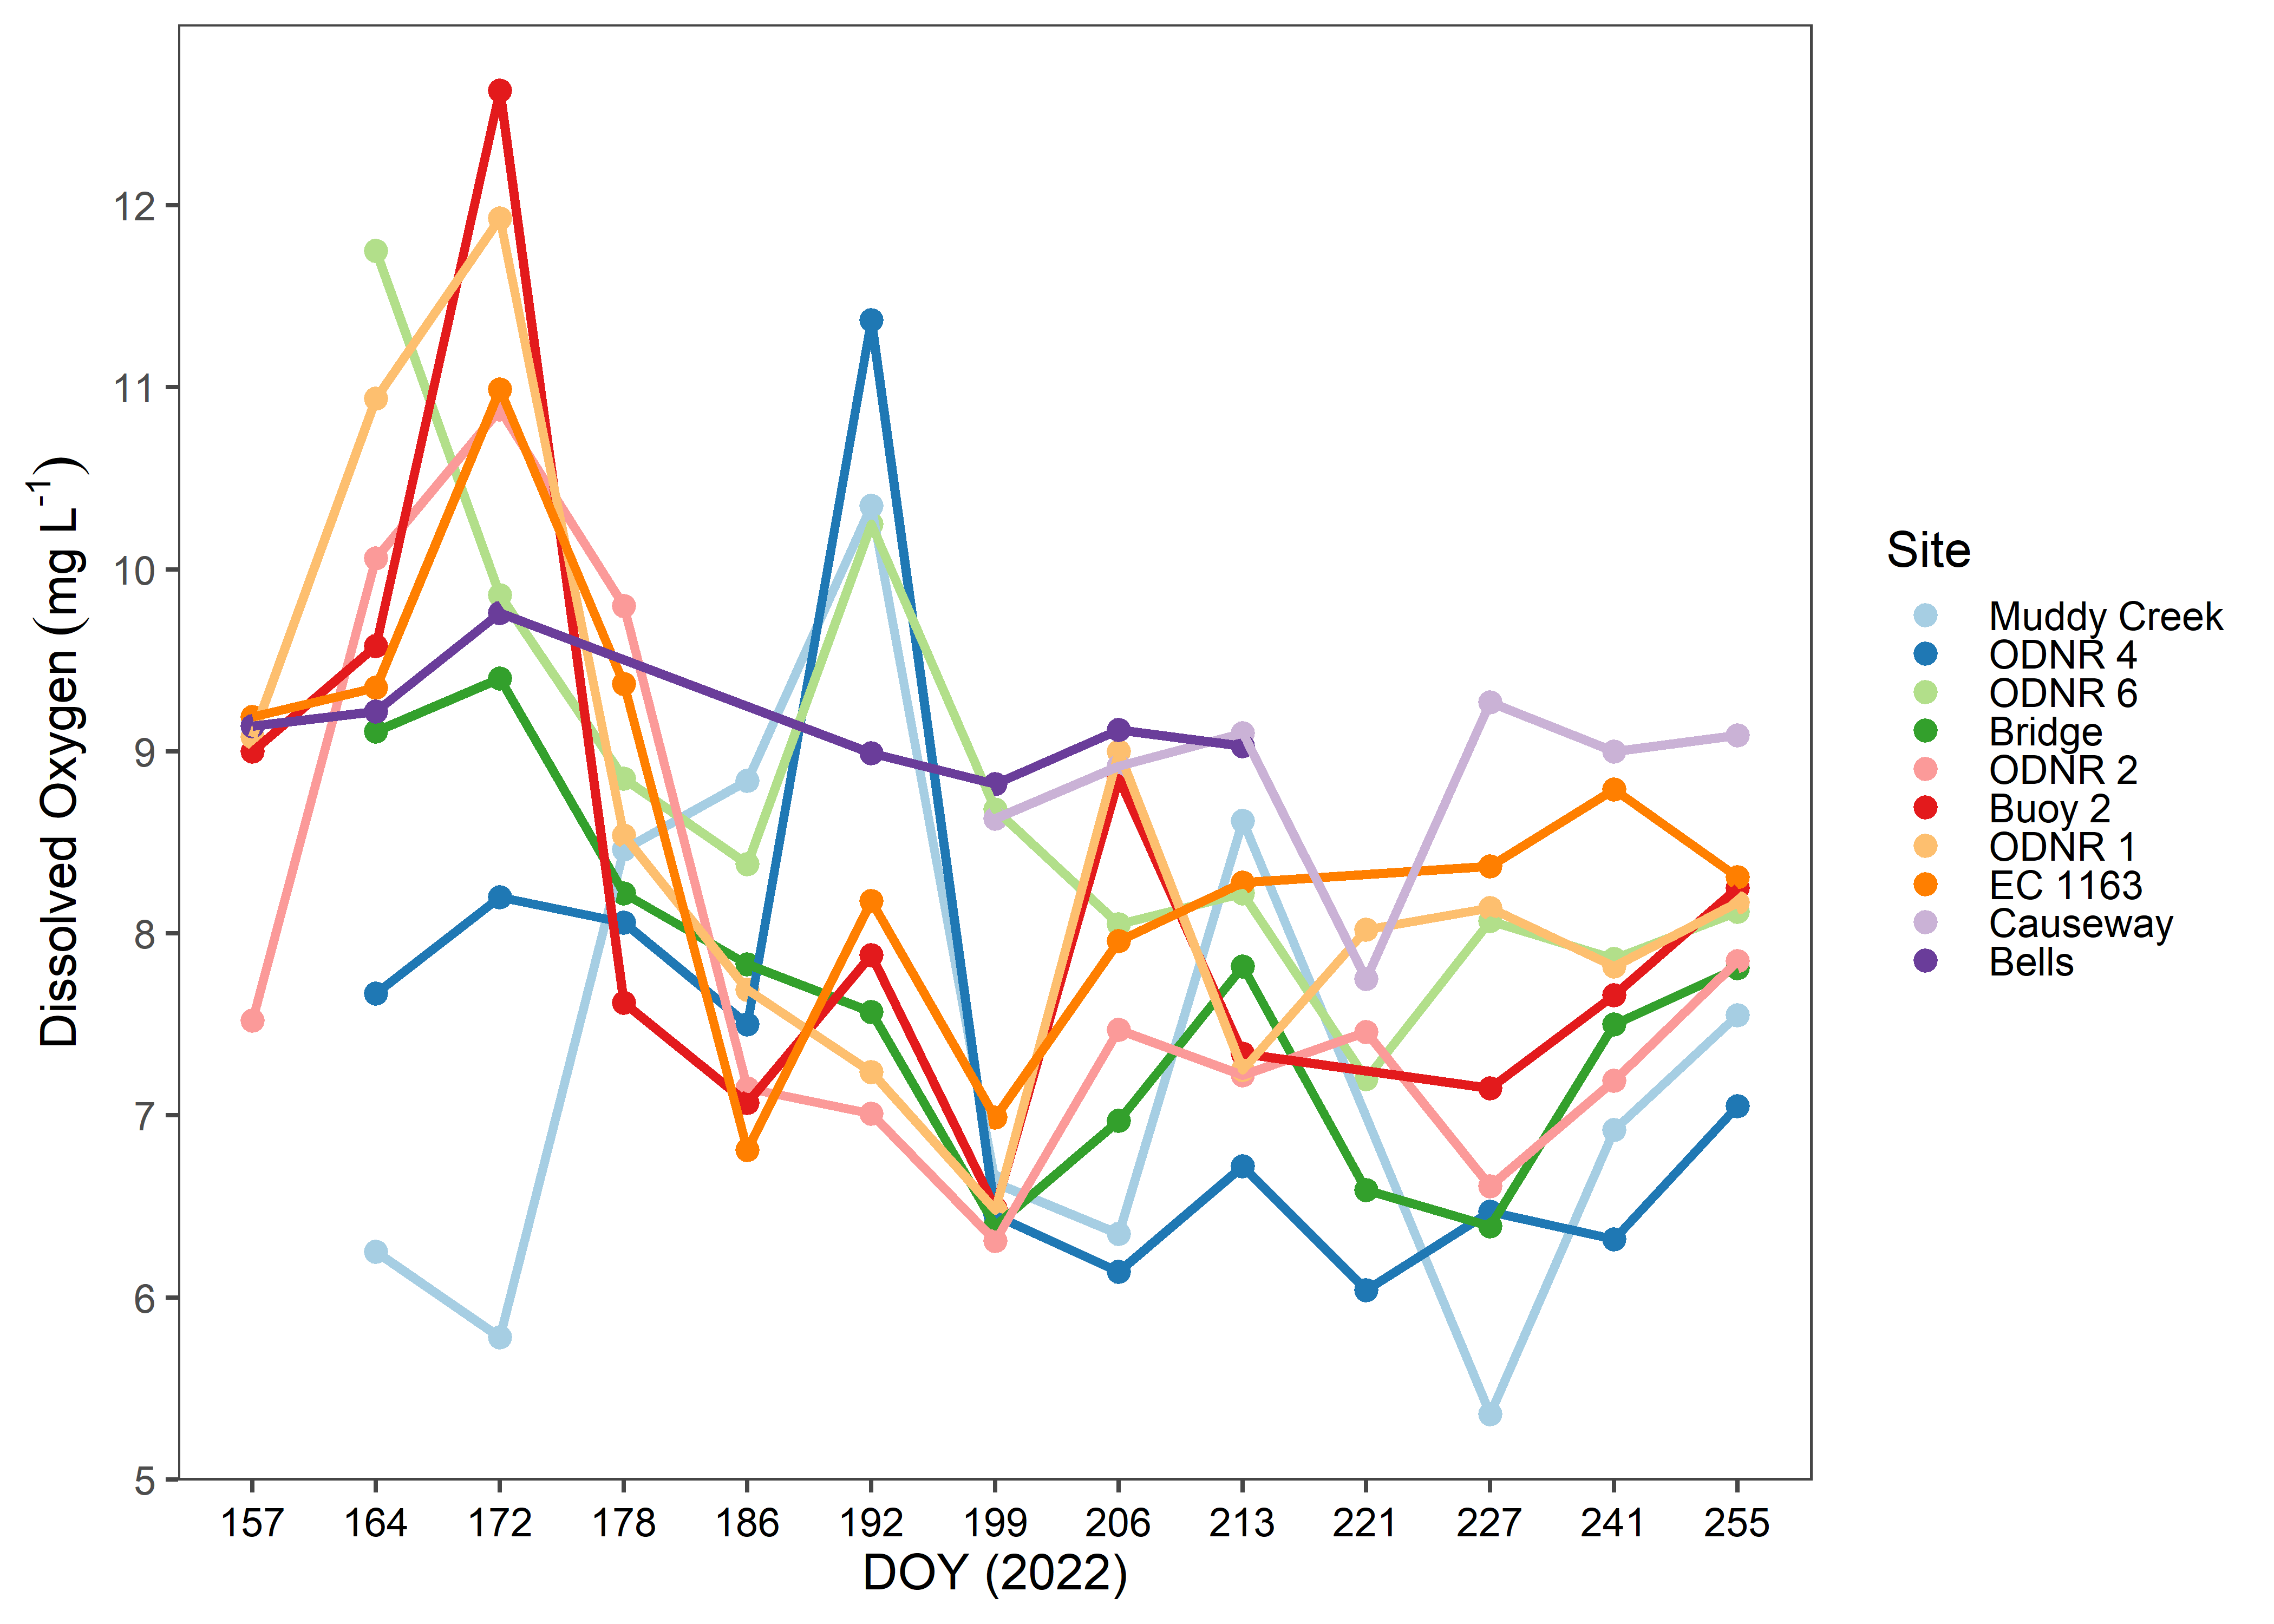 Dissolved Oxygen (mg L⁻¹)
12
11
10
9
8
7
6
5
157 164 172 178 186 192 199 206 213 221 227 241 255
DOY (2022)
Site
Muddy Creek
ODNR 4
ODNR 6
Bridge
ODNR 2
Buoy 2
ODNR 1
EC 1163
Causeway
Bells